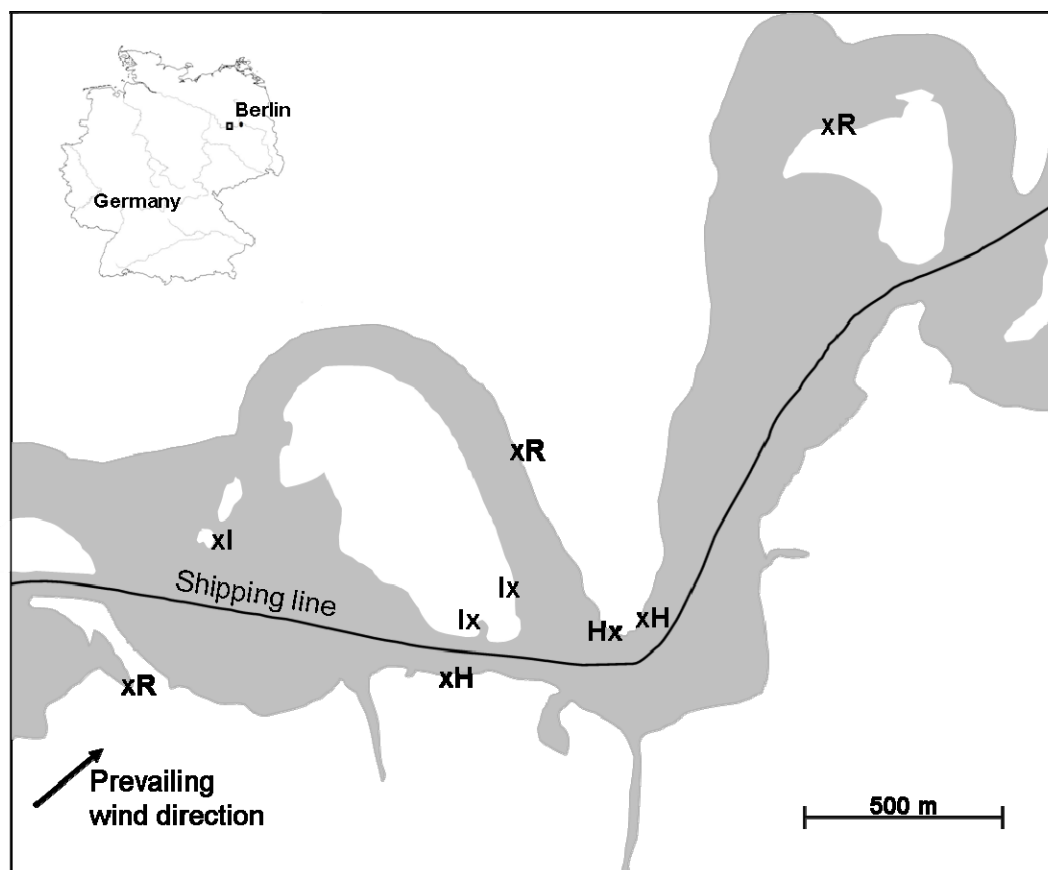 Berlin
Germany
xR
xR
xI
Ix
Shipping line
Ix
xH
Hx
xH
xR
Prevailing
wind direction
500 m